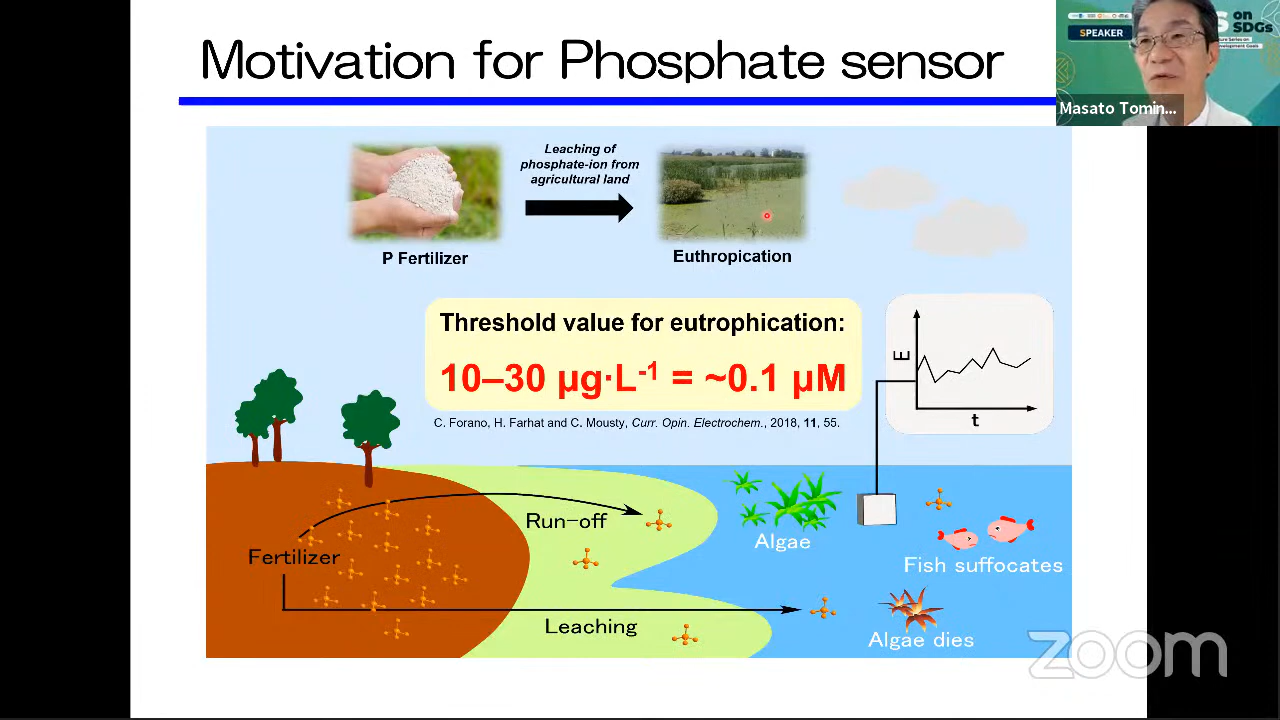 Motivation for Phosphate sensor
SPEAKER
on
SDGs
Masato Tomin...
Leaching of
phosphate-ion from
agricultural land
P Fertilizer
Euthropication
Threshold value for eutrophication:
10–30 µg·L-1 = ~0.1 µM
C. Forano, H. Farhat and C. Mousty, Curr. Opin. Electrochem., 2018, 11, 55.
E
t
Run-off
Fertilizer
Algae
Fish suffocates
Leaching
Algae dies
zoom